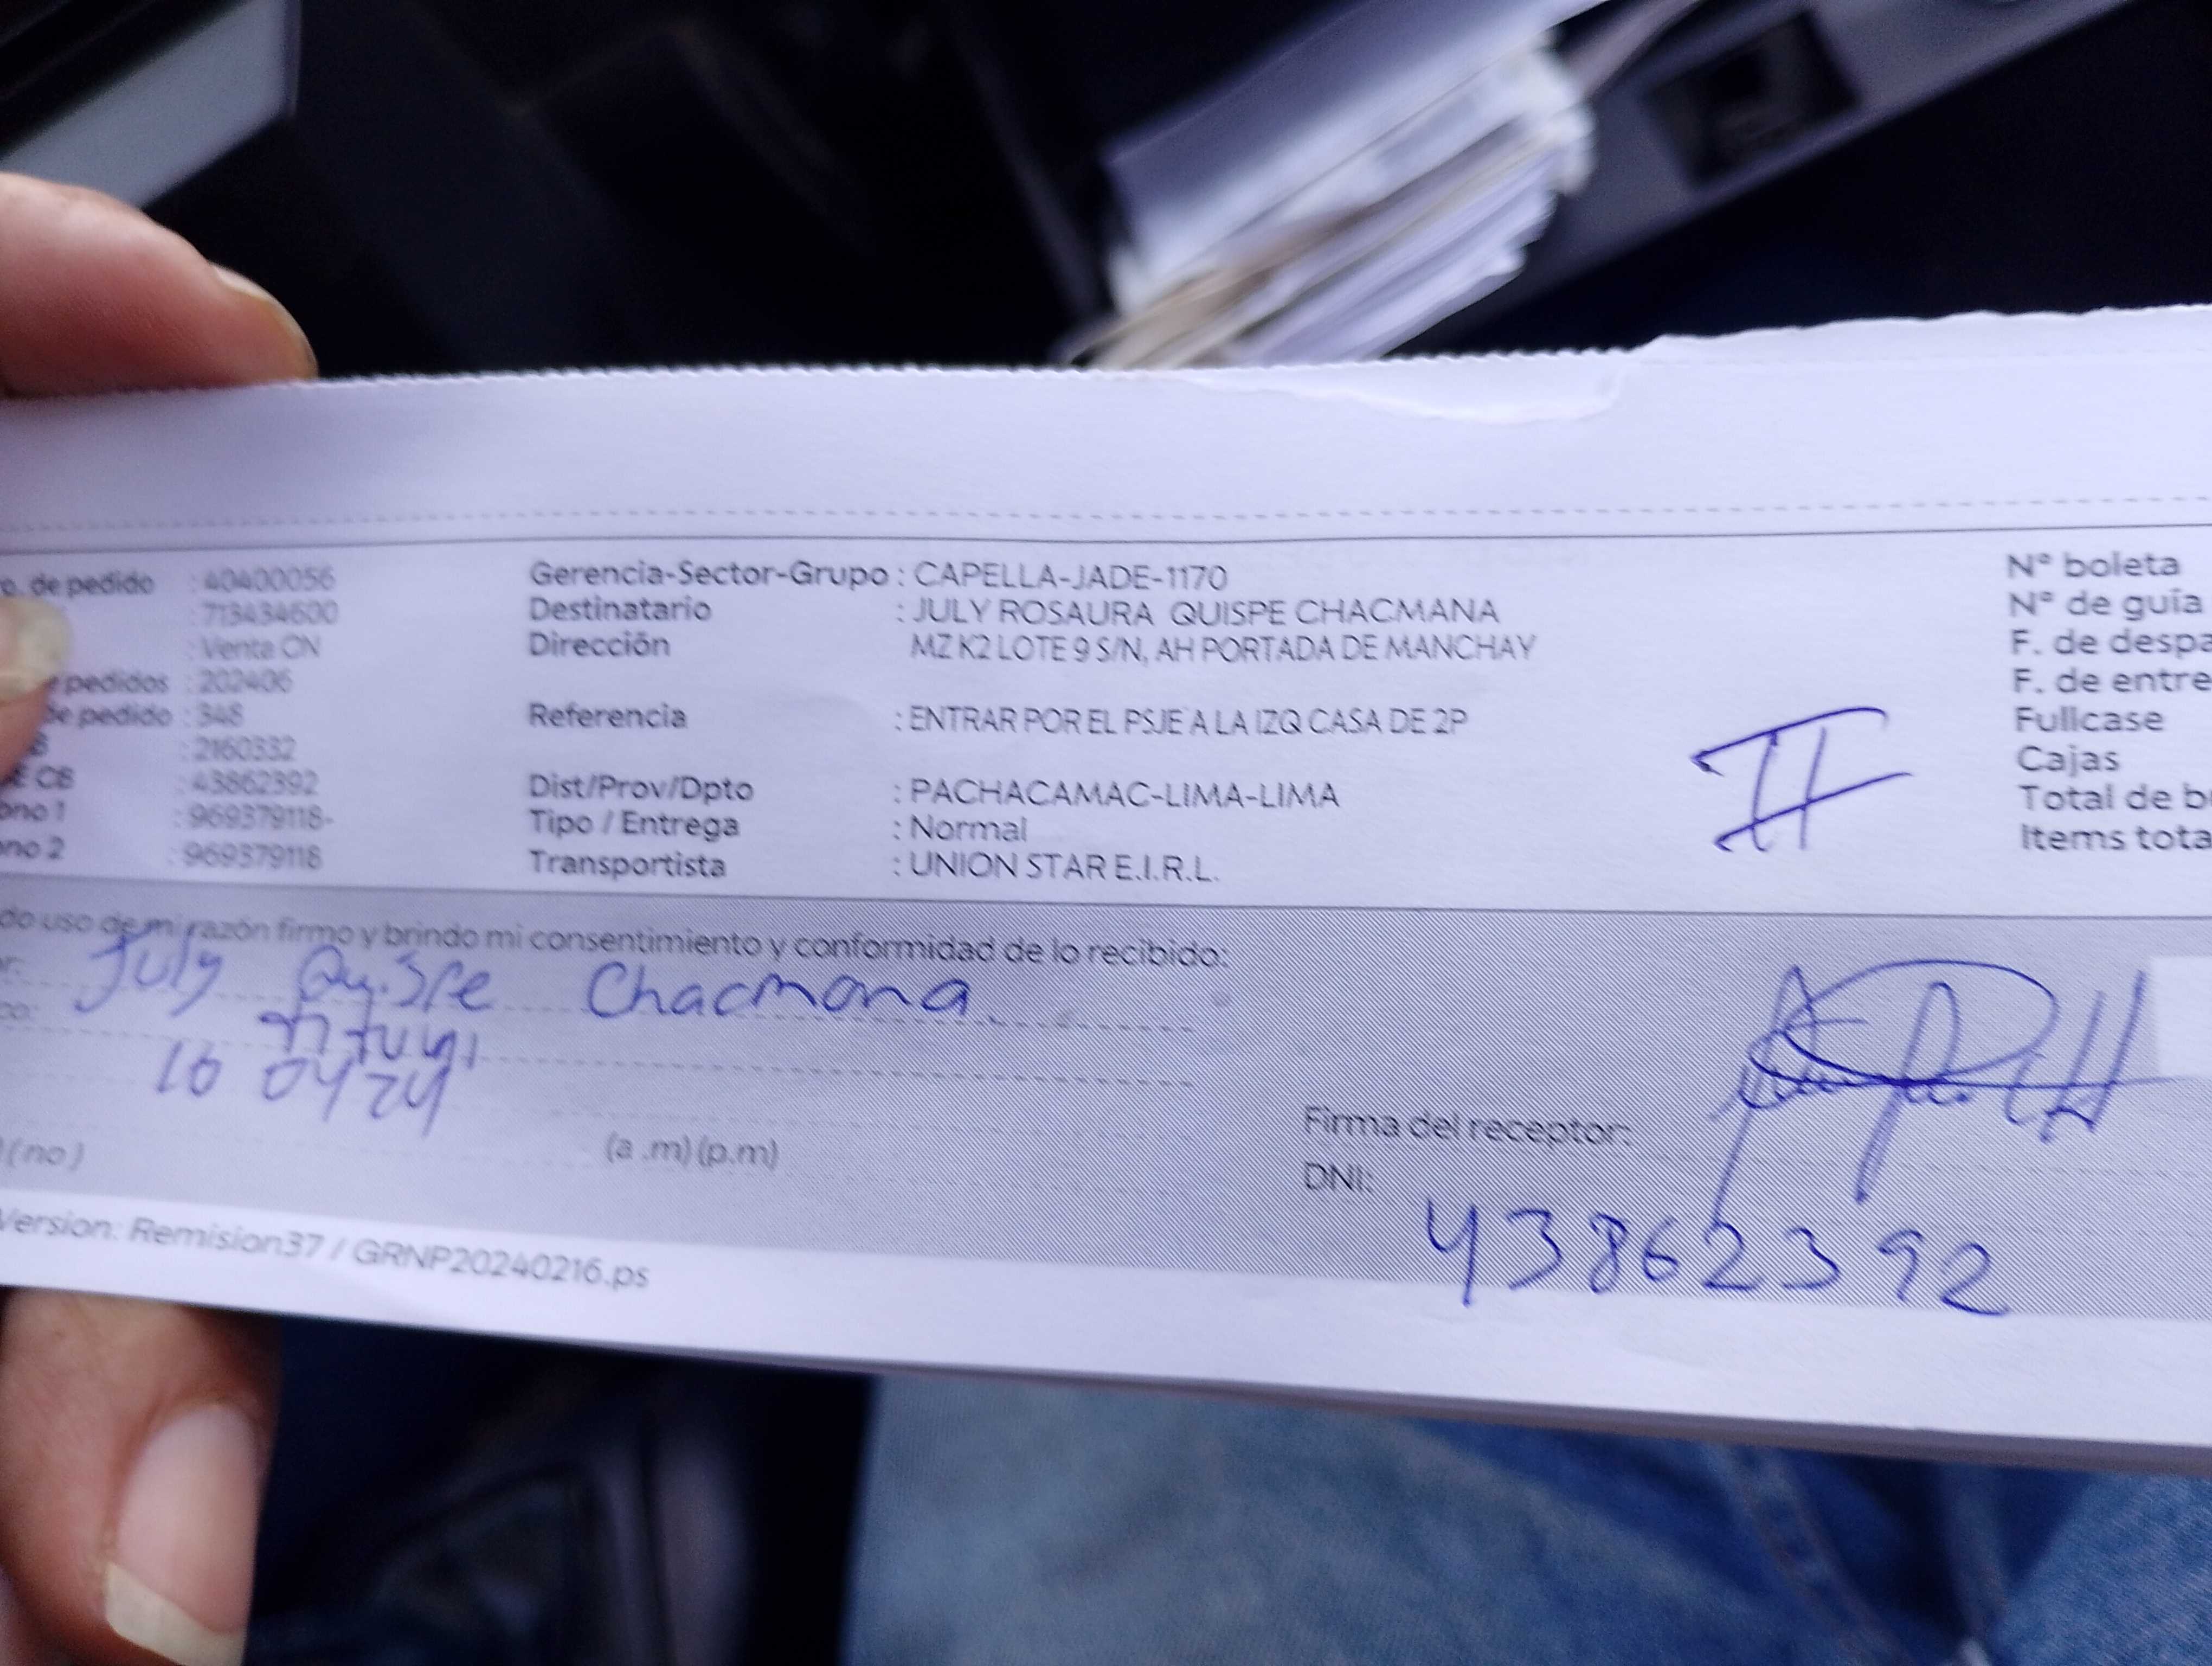 o. de pedido : 40400056
: 713434600
: Venta ON
pedidos : 202406
de pedido : 348
B : 2160332
E CB : 43862392
ono 1 : 969379118-
ono 2 : 969379118
Gerencia-Sector-Grupo : CAPELLA-JADE-1170
Destinatario : JULY ROSAURA QUISPE CHACMANA
Dirección MZ K2 LOTE 9 S/N, AH PORTADA DE MANCHAY
Referencia : ENTRAR POR EL PSJE A LA IZQ CASA DE 2P
Dist/Prov/Dpto : PACHACAMAC-LIMA-LIMA
Tipo / Entrega : Normal
Transportista : UNION STAR E.I.R.L.
II
N° boleta
N° de guía
F. de despa
F. de entre
Fullcase
Cajas
Total de b
Items tota
do uso de mi razón firmo y brindo mi consentimiento y conformidad de lo recibido:
July Quispe Chacmana
co:
16 04 24
(no) (a .m) (p.m)
Firma del receptor:
DNI: 43862392
Version: Remision37 / GRNP20240216.ps